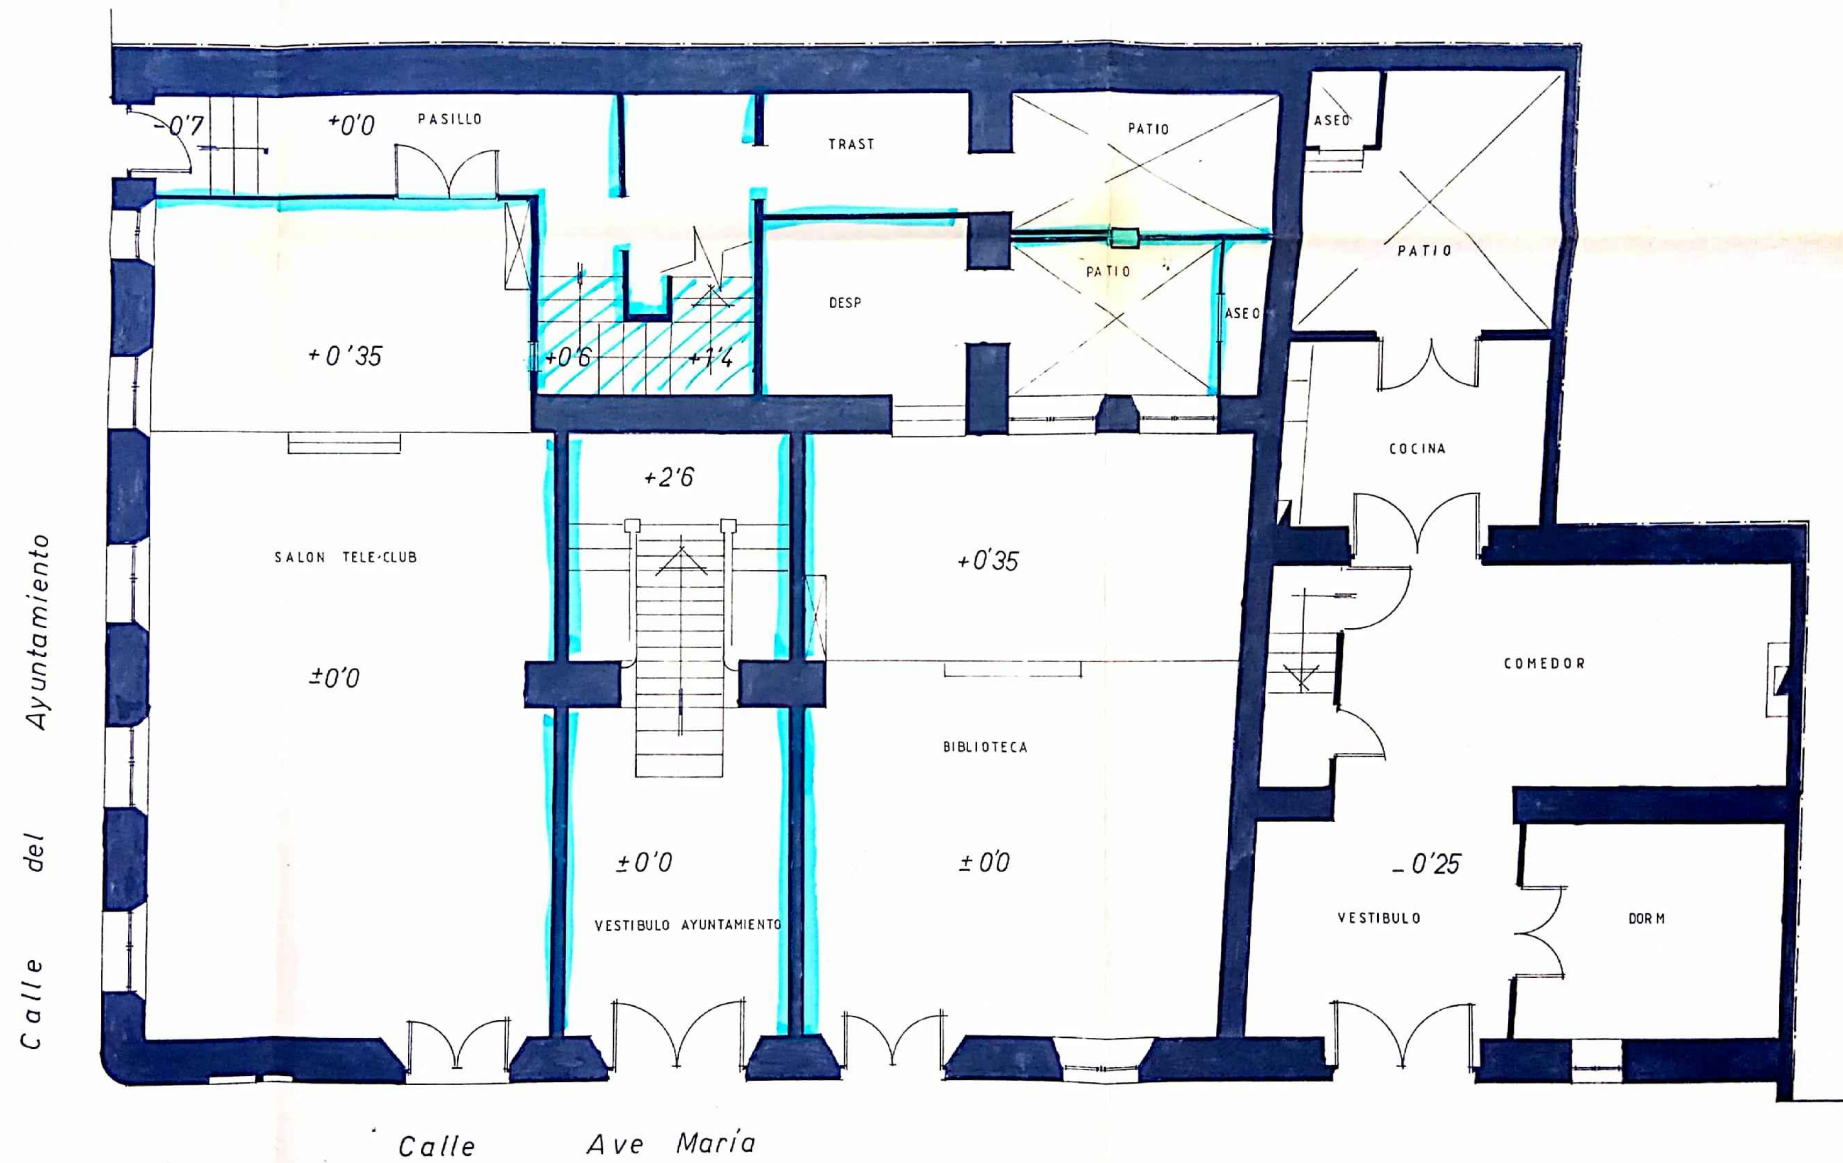 -0'7
+0'0
PASILLO
TRAST
PATIO
ASEO
PATIO
PATIO
DESP
ASEO
+0'35
+0'6
+1'4
COCINA
+2'6
SALON TELE-CLUB
+0'35
±0'0
COMEDOR
BIBLIOTECA
±0'0
±0'0
-0'25
VESTIBULO AYUNTAMIENTO
VESTIBULO
DORM
Calle del Ayuntamiento
Calle Ave María